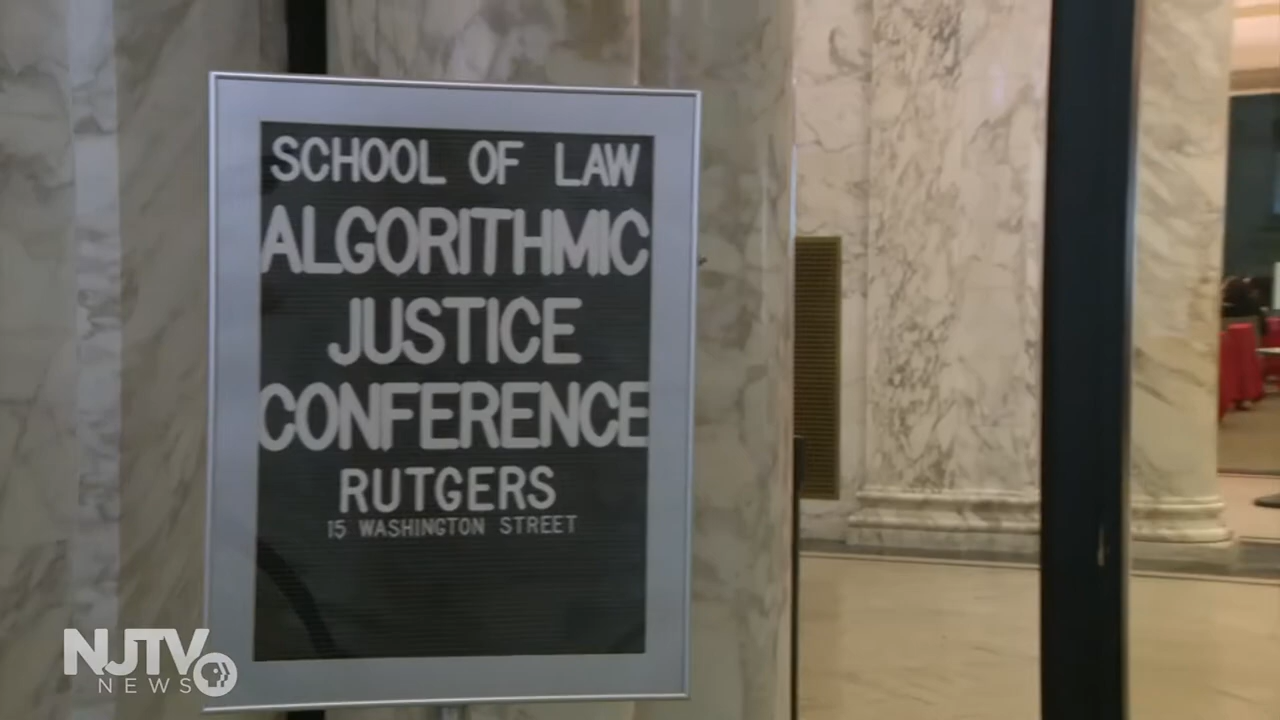 SCHOOL OF LAW
ALGORITHMIC
JUSTICE
CONFERENCE
RUTGERS
15 WASHINGTON STREET
NJTV
NEWS